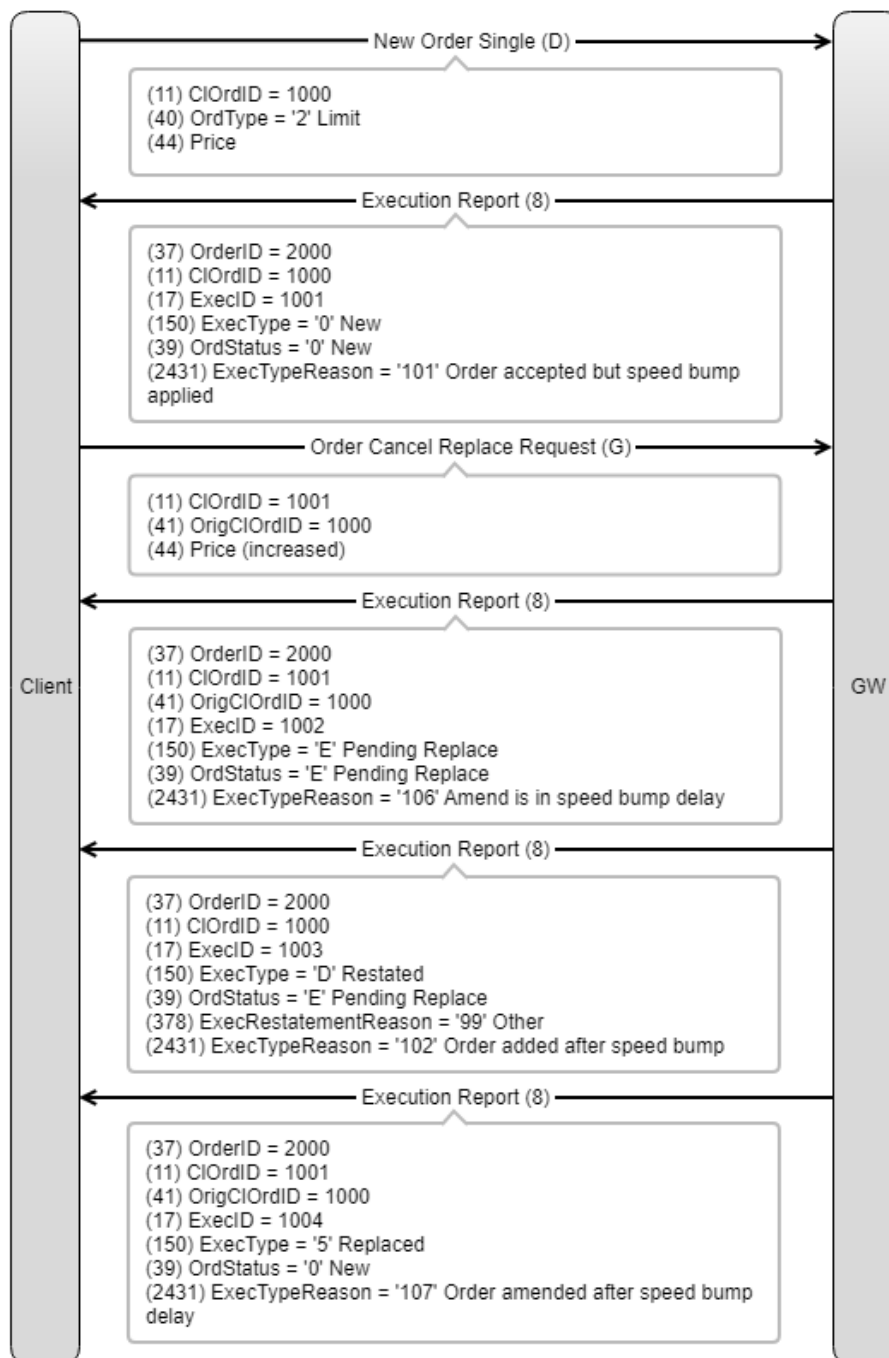 New Order Single (D)
(11) ClOrdID = 1000
(40) OrdType = '2' Limit
(44) Price
Execution Report (8)
(37) OrderID = 2000
(11) ClOrdID = 1000
(17) ExecID = 1001
(150) ExecType = '0' New
(39) OrdStatus = '0' New
(2431) ExecTypeReason = '101' Order accepted but speed bump
applied
Order Cancel Replace Request (G)
(11) ClOrdID = 1001
(41) OrigClOrdID = 1000
(44) Price (increased)
Execution Report (8)
(37) OrderID = 2000
(11) ClOrdID = 1001
(41) OrigClOrdID = 1000
(17) ExecID = 1002
(150) ExecType = 'E' Pending Replace
(39) OrdStatus = 'E' Pending Replace
(2431) ExecTypeReason = '106' Amend is in speed bump delay
Client
GW
Execution Report (8)
(37) OrderID = 2000
(11) ClOrdID = 1000
(17) ExecID = 1003
(150) ExecType = 'D' Restated
(39) OrdStatus = 'E' Pending Replace
(378) ExecRestatementReason = '99' Other
(2431) ExecTypeReason = '102' Order added after speed bump
Execution Report (8)
(37) OrderID = 2000
(11) ClOrdID = 1001
(41) OrigClOrdID = 1000
(17) ExecID = 1004
(150) ExecType = '5' Replaced
(39) OrdStatus = '0' New
(2431) ExecTypeReason = '107' Order amended after speed bump
delay